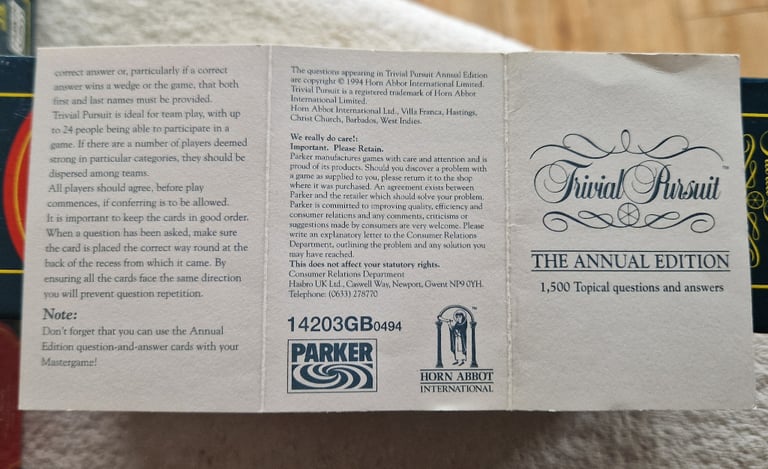 correct answer or, particularly if a correct
answer wins a wedge or the game, that both
first and last names must be provided.
Trivial Pursuit is ideal for team play, with up
to 24 people being able to participate in a
game. If there are a number of players deemed
strong in particular categories, they should be
dispersed among teams.
All players should agree, before play
commences, if conferring is to be allowed.
It is important to keep the cards in good order.
When a question has been asked, make sure
the card is placed the correct way round at the
back of the recess from which it came. By
ensuring all the cards face the same direction
you will prevent question repetition.
Note:
Don't forget that you can use the Annual
Edition question-and-answer cards with your
Mastergame!
The questions appearing in Trivial Pursuit Annual Edition
are copyright © 1994 Horn Abbot International Limited.
Trivial Pursuit is a registered trademark of Horn Abbot
International Limited.
Horn Abbot International Ltd., Villa Franca, Hastings,
Christ Church, Barbados, West Indies.
We really do care!:
Important. Please Retain.
Parker manufactures games with care and attention and is
proud of its products. Should you discover a problem with
a game as supplied to you, please return it to the shop
where it was purchased. An agreement exists between
Parker and the retailer which should solve your problem.
Parker is committed to improving quality, efficiency and
consumer relations and any comments, criticisms or
suggestions made by consumers are very welcome. Please
write an explanatory letter to the Consumer Relations
Department, outlining the problem and any solution you
may have reached.
This does not affect your statutory rights.
Consumer Relations Department
Hasbro UK Ltd., Caswell Way, Newport, Gwent NP9 0YH.
Telephone: (0633) 278770
14203GB0494
PARKER
HORN ABBOT
INTERNATIONAL
Trivial Pursuit™
THE ANNUAL EDITION
1,500 Topical questions and answers